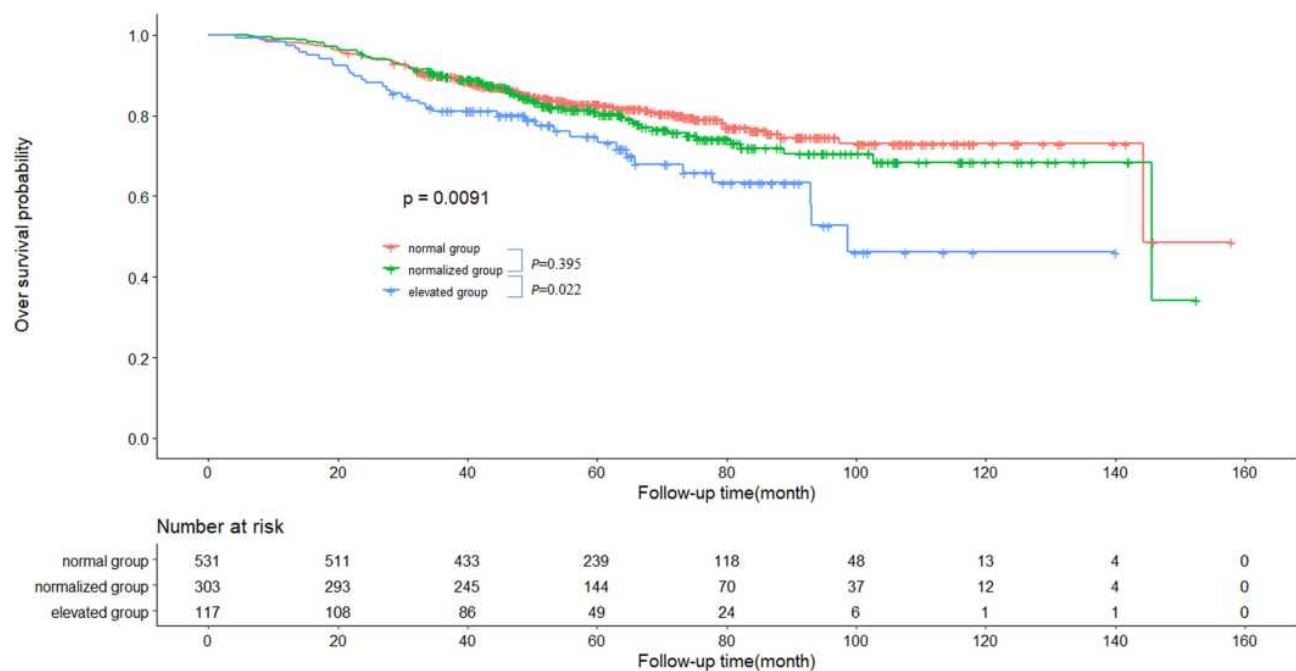 Over survival probability
1.0
0.8
0.6
0.4
0.2
0.0
p = 0.0091
normal group
normalized group
elevated group
P=0.395
P=0.022
0 20 40 60 80 100 120 140 160
Follow-up time(month)
Number at risk
normal group 531 511 433 239 118 48 13 4 0
normalized group 303 293 245 144 70 37 12 4 0
elevated group 117 108 86 49 24 6 1 1 0
0 20 40 60 80 100 120 140 160
Follow-up time(month)